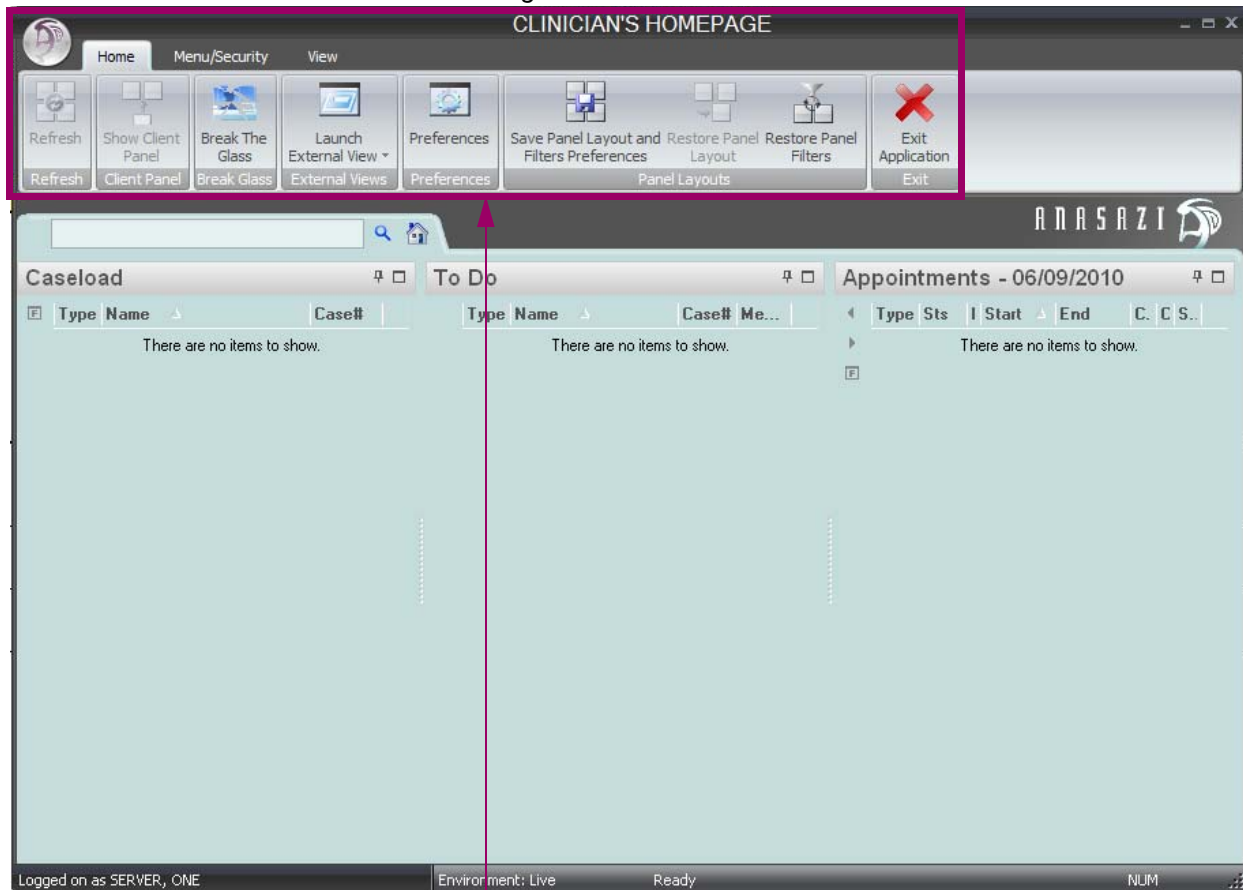 CLINICIAN'S HOMEPAGE
Home Menu/Security View
Refresh Show Client Panel Break The Glass Launch External View Preferences Save Panel Layout and Filters Preferences Restore Panel Layout Restore Panel Filters Exit Application
Refresh Client Panel Break Glass External Views Preferences Panel Layouts Exit
ANASAZI
Caseload To Do Appointments - 06/09/2010
F Type Name Case# Type Name Case# Me... Type Sts I Start End C. C S..
There are no items to show. There are no items to show. There are no items to show.
F
Logged on as SERVER, ONE Environment: Live Ready NUM